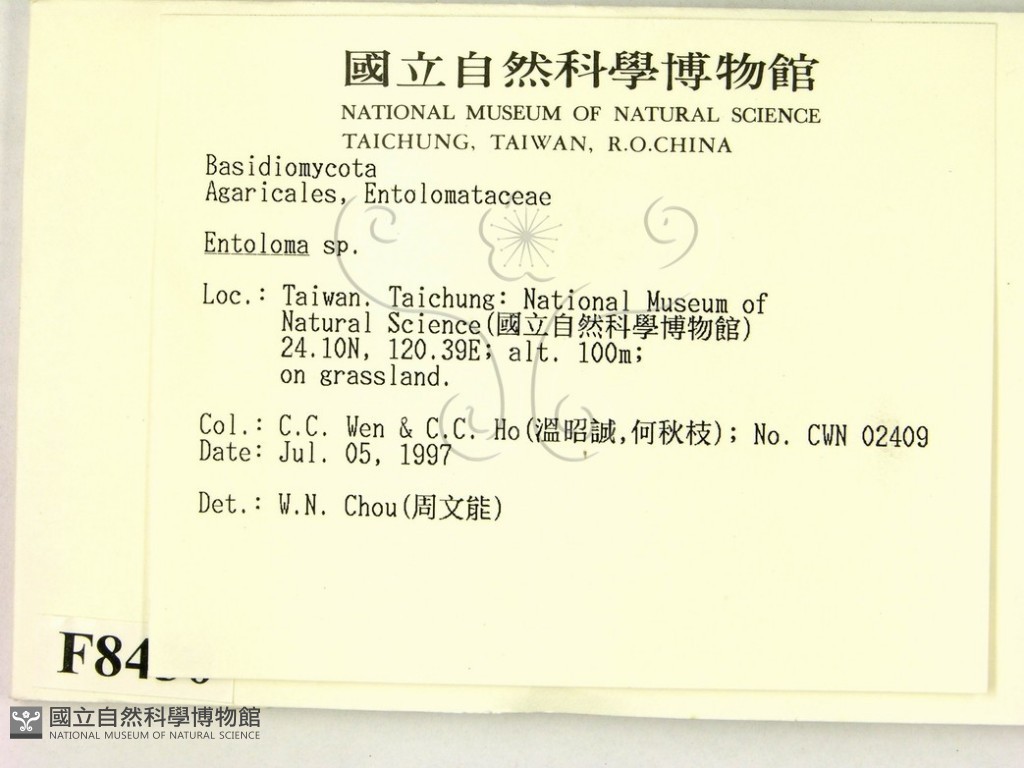 國立自然科學博物館
NATIONAL MUSEUM OF NATURAL SCIENCE
TAICHUNG, TAIWAN, R.O.CHINA
Basidiomycota
Agaricales, Entolomataceae
Entoloma sp.
Loc.: Taiwan. Taichung: National Museum of
Natural Science(國立自然科學博物館)
24.10N, 120.39E; alt. 100m;
on grassland.
Col.: C.C. Wen & C.C. Ho(溫昭誠,何秋枝); No. CWN 02409
Date: Jul. 05, 1997
Det.: W.N. Chou(周文能)
國立自然科學博物館
NATIONAL MUSEUM OF NATURAL SCIENCE